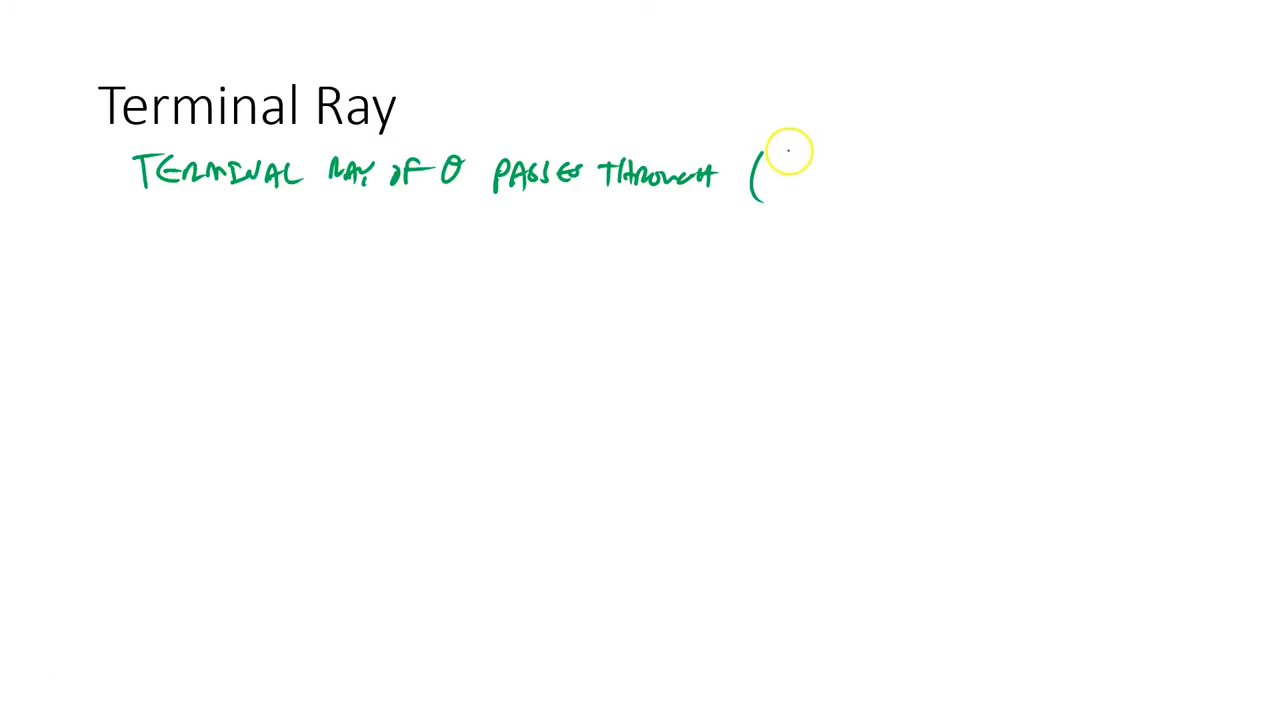 Terminal Ray
TERMINAL RAY OF θ PASSES THROUGH (